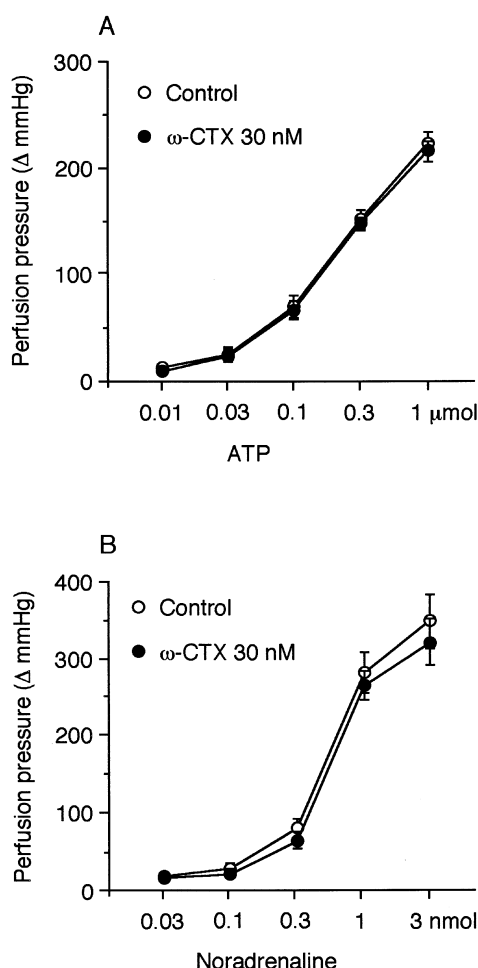 A
300
Control
ω-CTX 30 nM
200
100
0
Perfusion pressure (Δ mmHg)
0.01 0.03 0.1 0.3 1 μmol
ATP
B
400
Control
ω-CTX 30 nM
300
200
100
0
Perfusion pressure (Δ mmHg)
0.03 0.1 0.3 1 3 nmol
Noradrenaline